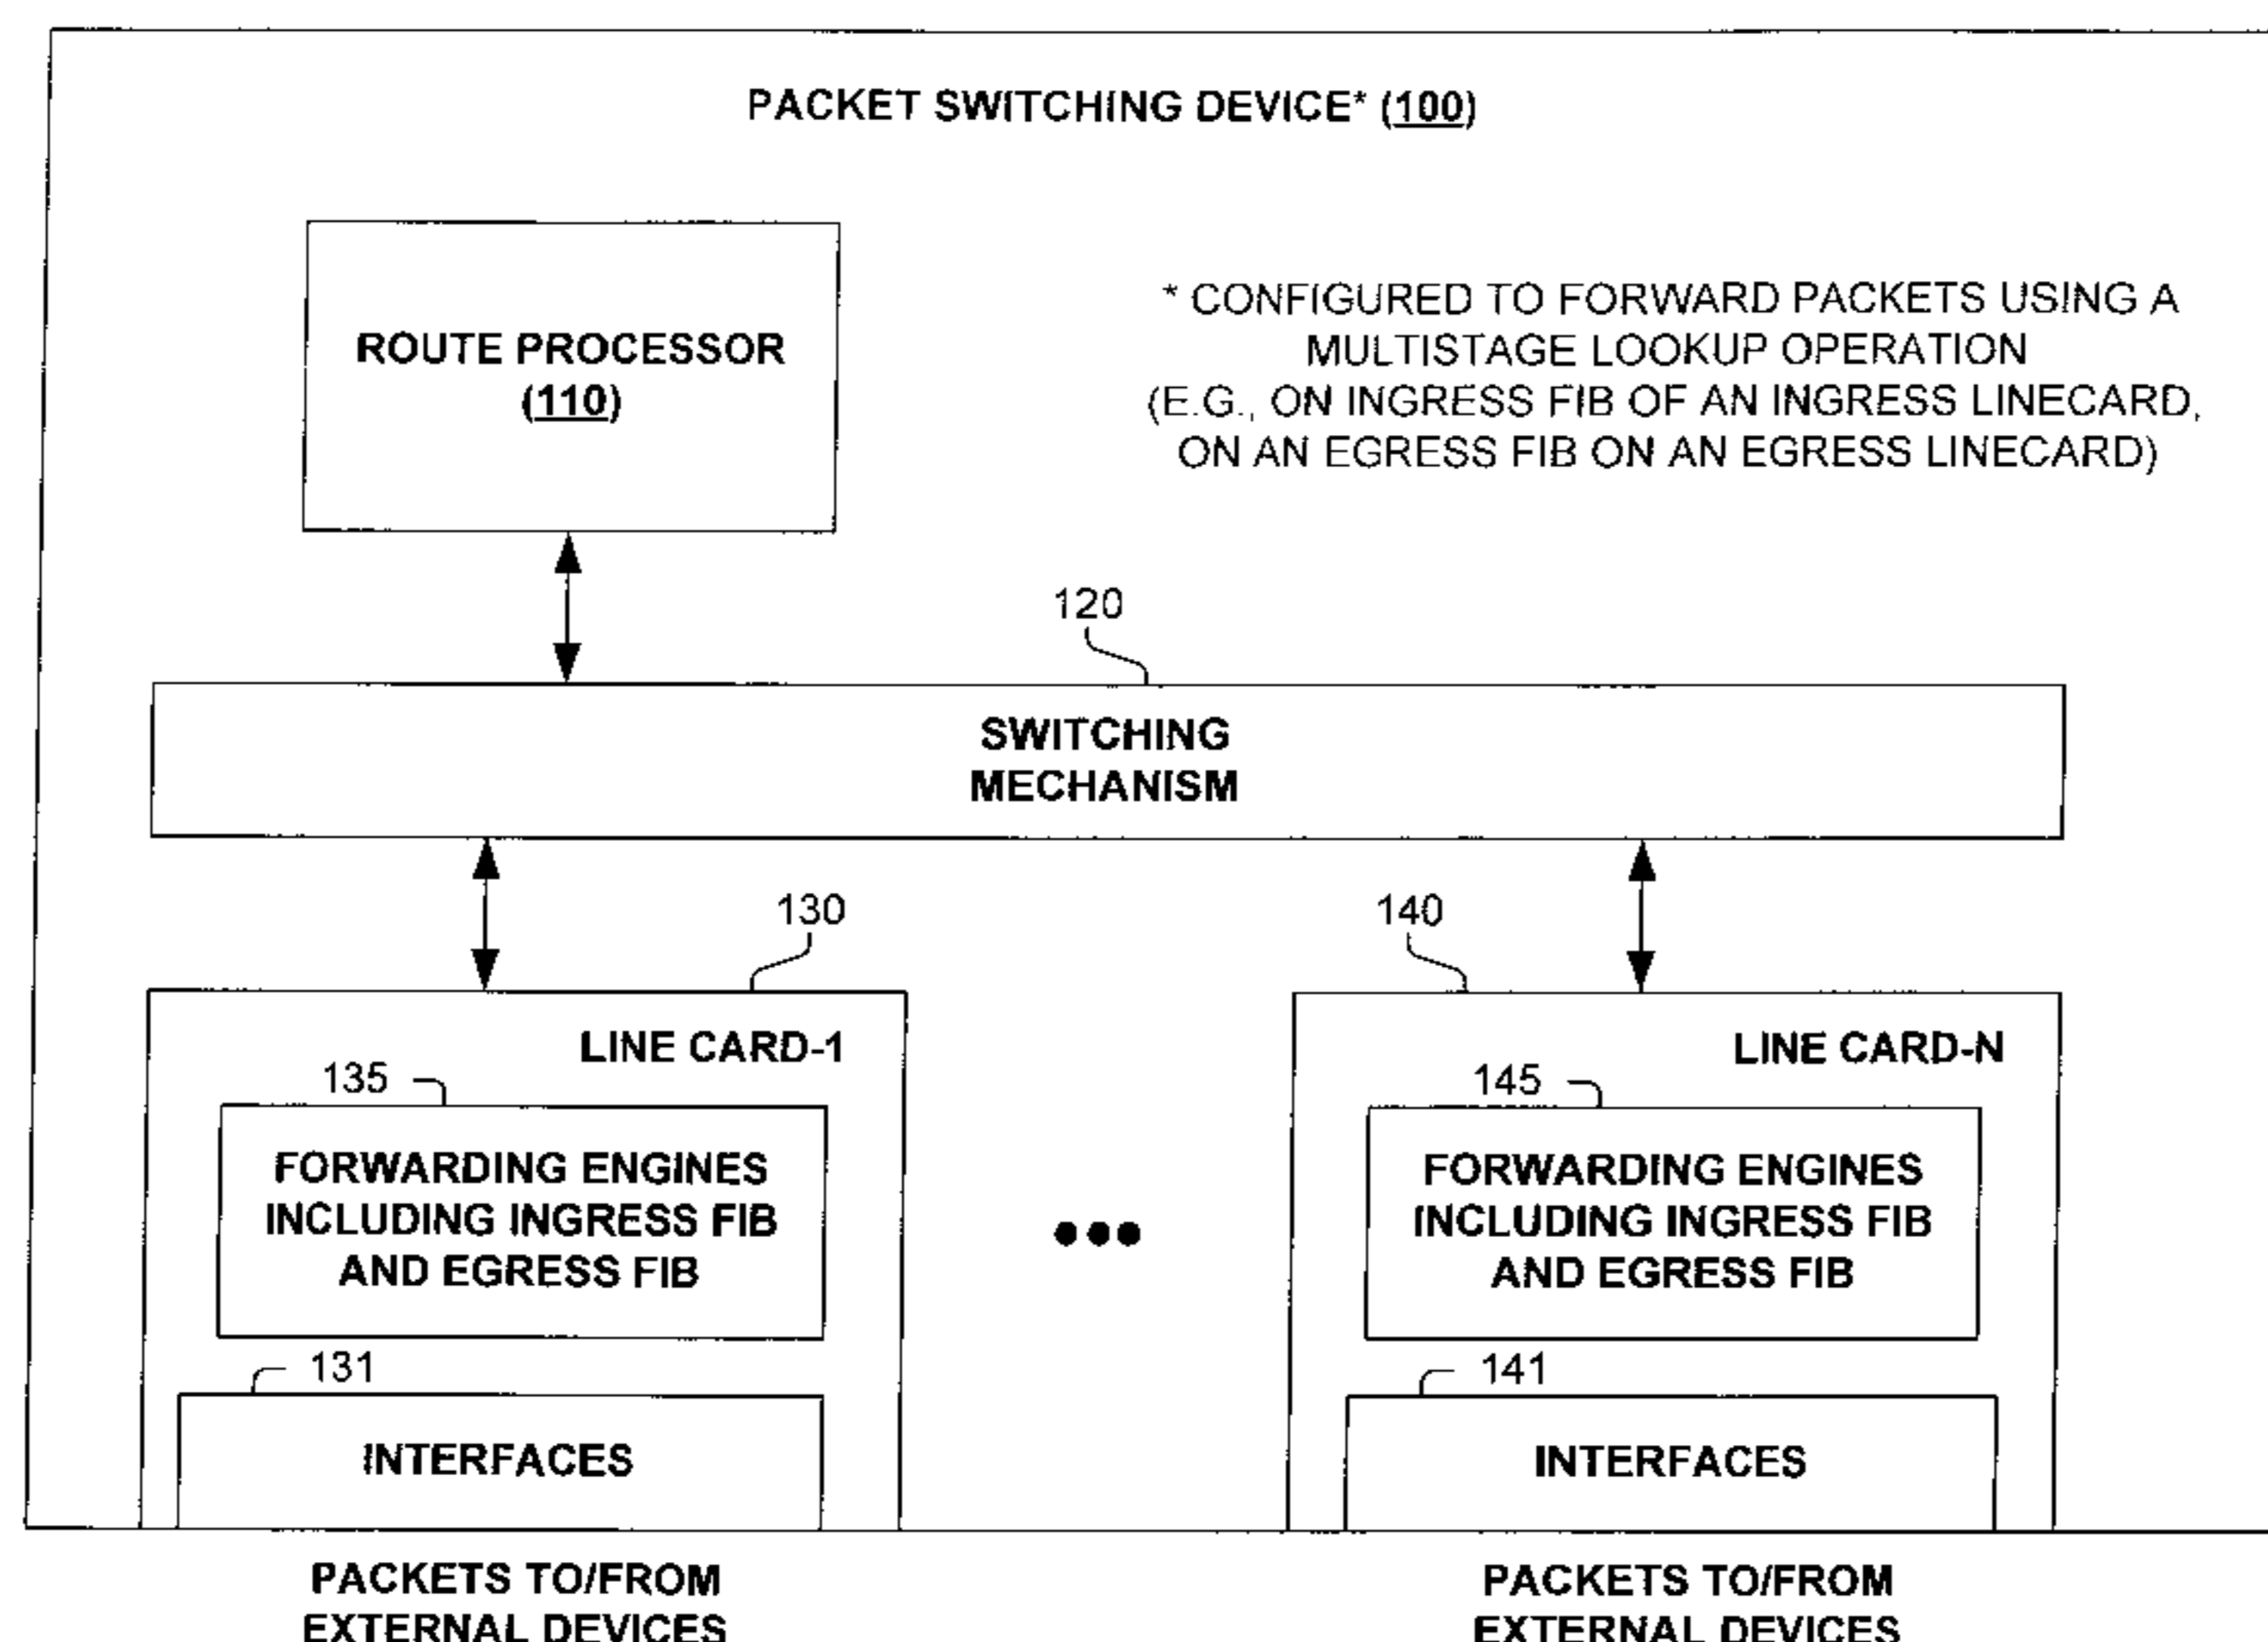 PACKET SWITCHING DEVICE* (100)
ROUTE PROCESSOR
(110)
* CONFIGURED TO FORWARD PACKETS USING A
MULTISTAGE LOOKUP OPERATION
(E.G., ON INGRESS FIB OF AN INGRESS LINECARD,
ON AN EGRESS FIB ON AN EGRESS LINECARD)
120
SWITCHING
MECHANISM
130
140
LINE CARD-1
135
FORWARDING ENGINES
INCLUDING INGRESS FIB
AND EGRESS FIB
131
INTERFACES
LINE CARD-N
145
FORWARDING ENGINES
INCLUDING INGRESS FIB
AND EGRESS FIB
141
INTERFACES
PACKETS TO/FROM
EXTERNAL DEVICES
PACKETS TO/FROM
EXTERNAL DEVICES